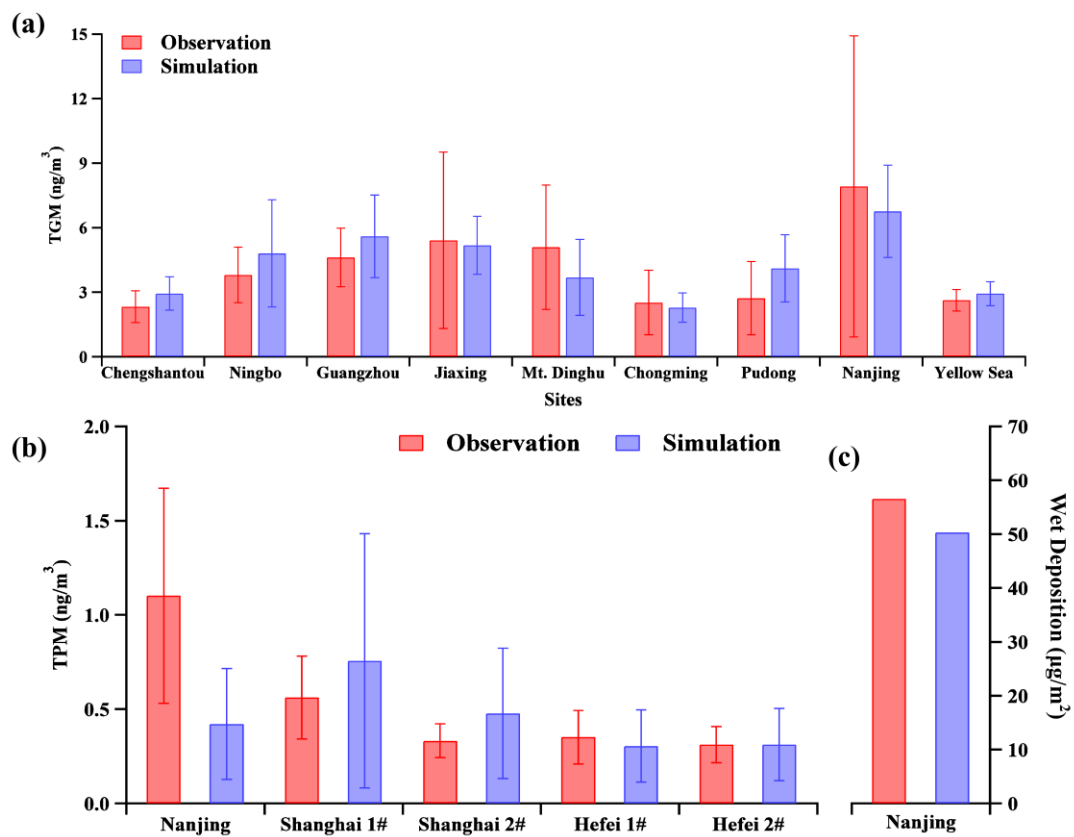 (a)
Observation
Simulation
TGM (ng/m³)
15
12
9
6
3
0
Chengshantou Ningbo Guangzhou Jiaxing Mt. Dinghu Chongming Pudong Nanjing Yellow Sea
Sites
(b)
Observation Simulation
TPM (ng/m³)
2.0
1.5
1.0
0.5
0.0
Nanjing Shanghai 1# Shanghai 2# Hefei 1# Hefei 2#
(c)
70
60
50
40
30
20
10
0
Wet Deposition (µg/m²)
Nanjing